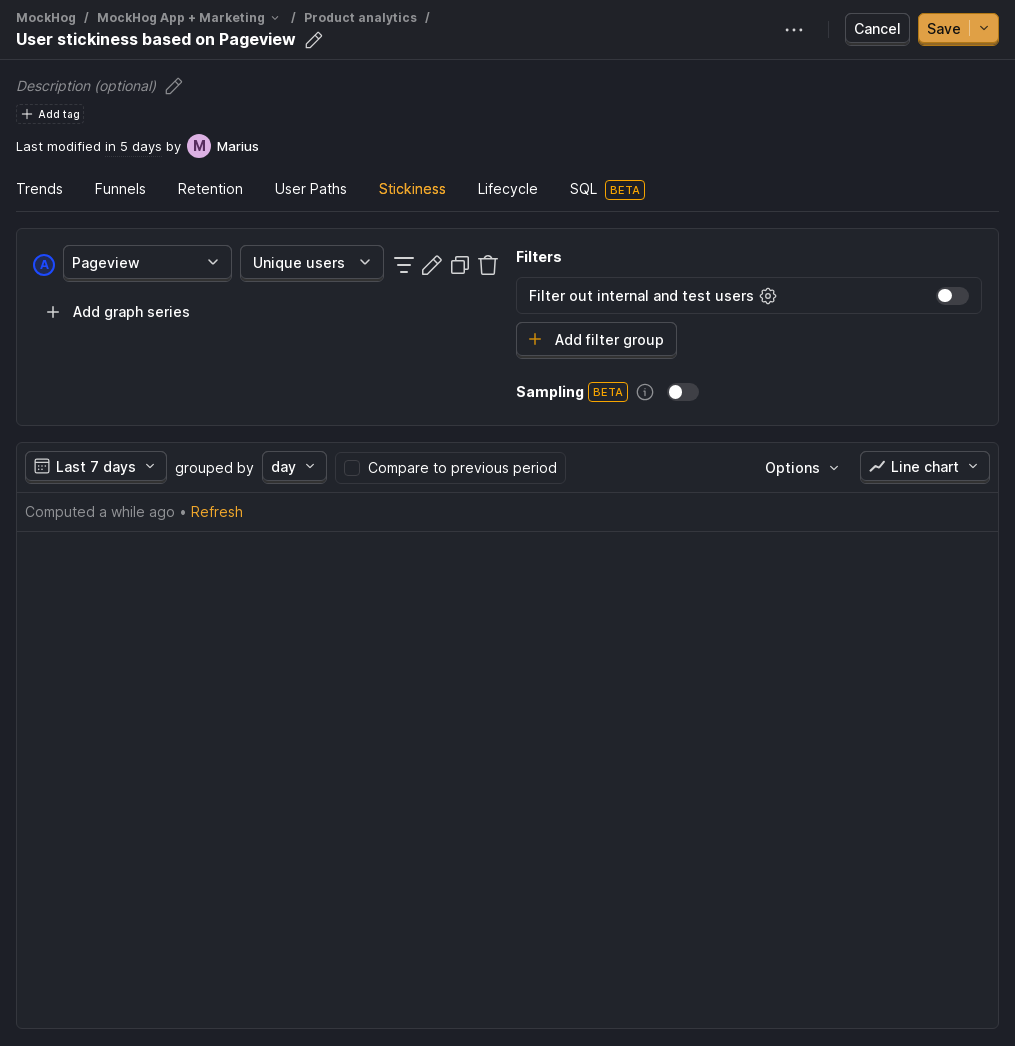 MockHog / MockHog App + Marketing / Product analytics /
User stickiness based on Pageview
Cancel
Save
Description (optional)
Add tag
Last modified in 5 days by M Marius
Trends Funnels Retention User Paths Stickiness Lifecycle SQL BETA
A Pageview Unique users
Add graph series
Filters
Filter out internal and test users
Add filter group
Sampling BETA
Last 7 days grouped by day Compare to previous period Options Line chart
Computed a while ago • Refresh